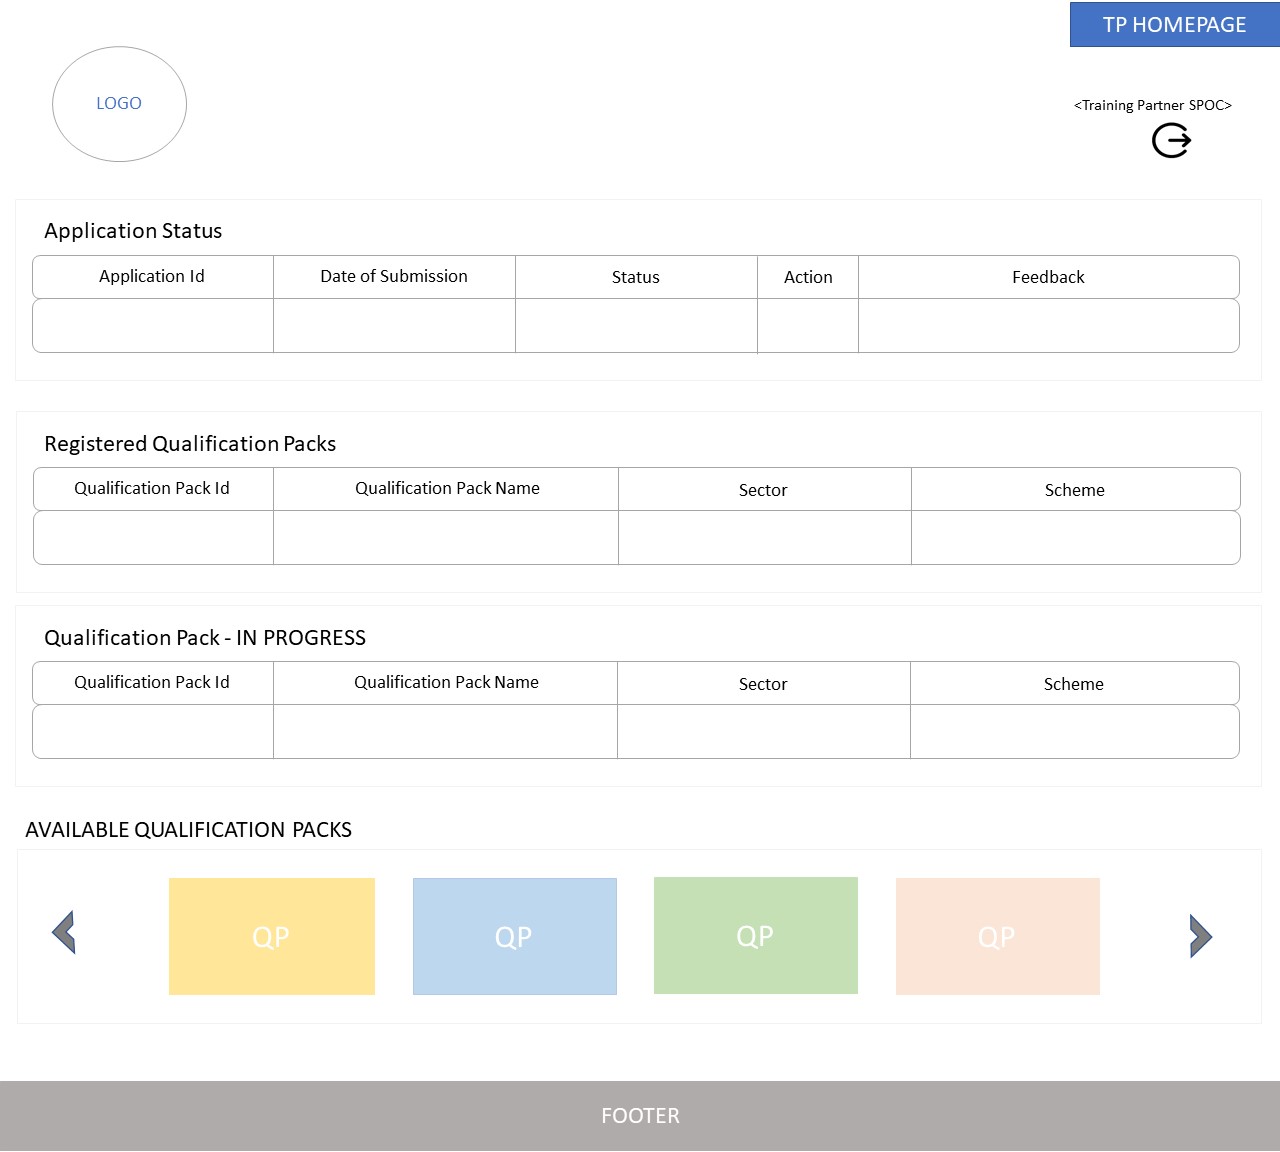 TP HOMEPAGE
LOGO
<Training Partner SPOC>
Application Status
Application Id Date of Submission Status Action Feedback
Registered Qualification Packs
Qualification Pack Id Qualification Pack Name Sector Scheme
Qualification Pack - IN PROGRESS
Qualification Pack Id Qualification Pack Name Sector Scheme
AVAILABLE QUALIFICATION PACKS
QP QP QP QP
FOOTER